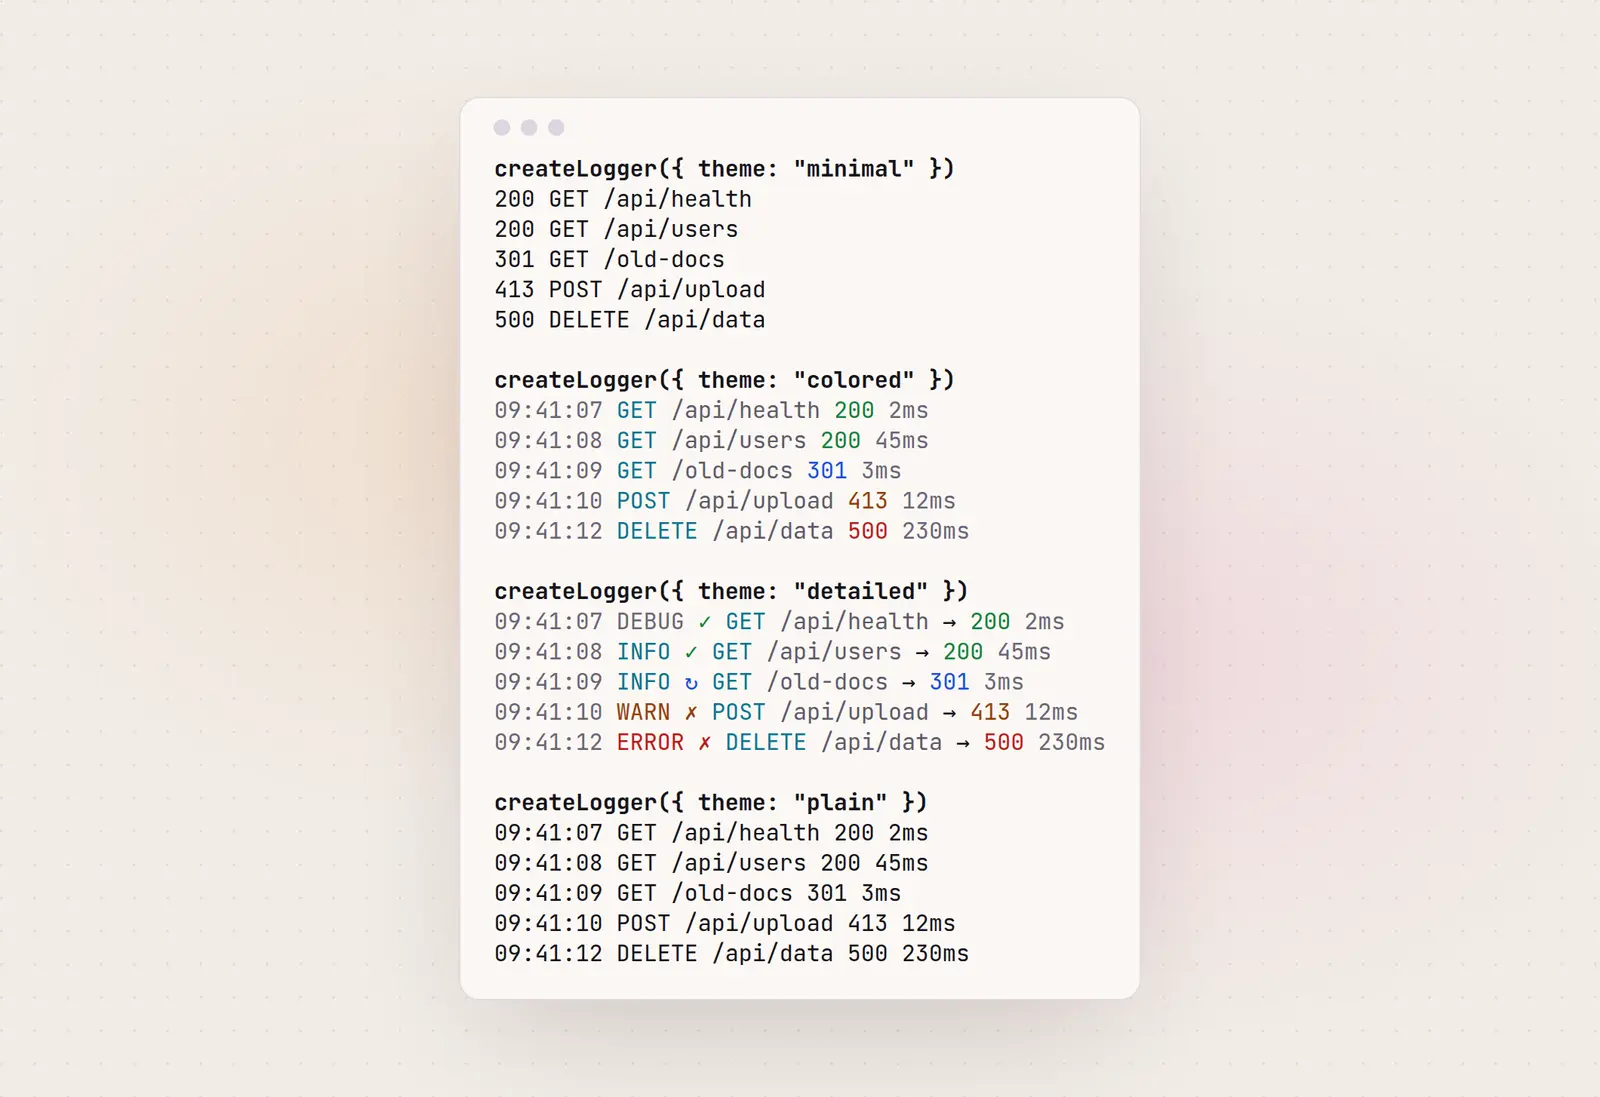 createLogger({ theme: "minimal" })
200 GET /api/health
200 GET /api/users
301 GET /old-docs
413 POST /api/upload
500 DELETE /api/data
createLogger({ theme: "colored" })
09:41:07 GET /api/health 200 2ms
09:41:08 GET /api/users 200 45ms
09:41:09 GET /old-docs 301 3ms
09:41:10 POST /api/upload 413 12ms
09:41:12 DELETE /api/data 500 230ms
createLogger({ theme: "detailed" })
09:41:07 DEBUG ✓ GET /api/health → 200 2ms
09:41:08 INFO ✓ GET /api/users → 200 45ms
09:41:09 INFO ↻ GET /old-docs → 301 3ms
09:41:10 WARN ✗ POST /api/upload → 413 12ms
09:41:12 ERROR ✗ DELETE /api/data → 500 230ms
createLogger({ theme: "plain" })
09:41:07 GET /api/health 200 2ms
09:41:08 GET /api/users 200 45ms
09:41:09 GET /old-docs 301 3ms
09:41:10 POST /api/upload 413 12ms
09:41:12 DELETE /api/data 500 230ms